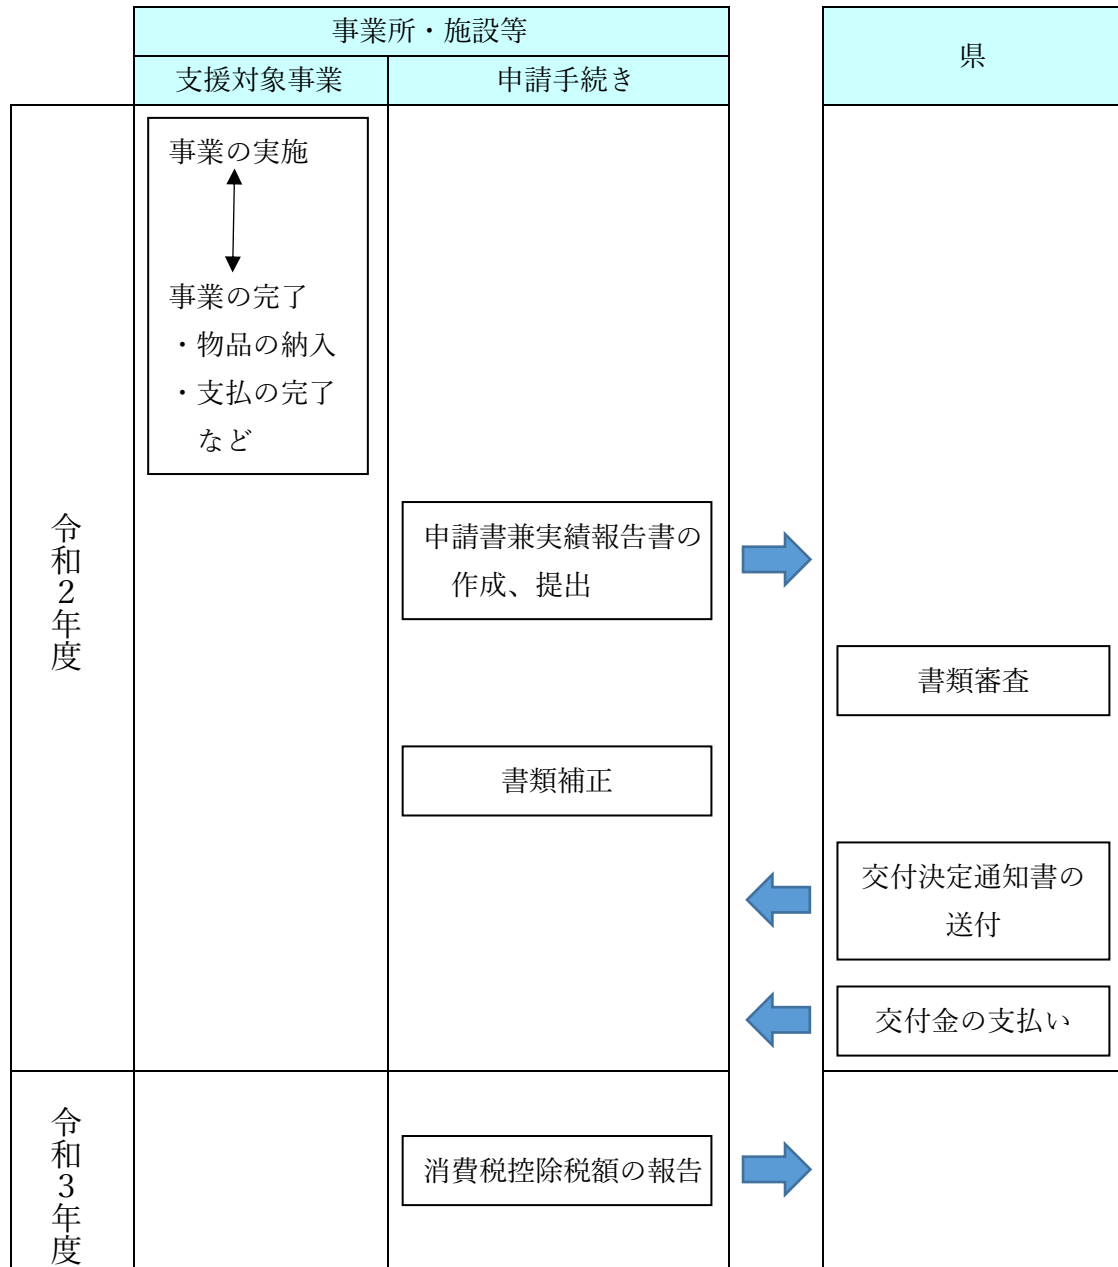 事業所・施設等
県
支援対象事業
申請手続き
令和2年度
事業の実施
事業の完了
・物品の納入
・支払の完了
など
申請書兼実績報告書の
作成、提出
書類審査
書類補正
交付決定通知書の
送付
交付金の支払い
令和3年度
消費税控除税額の報告